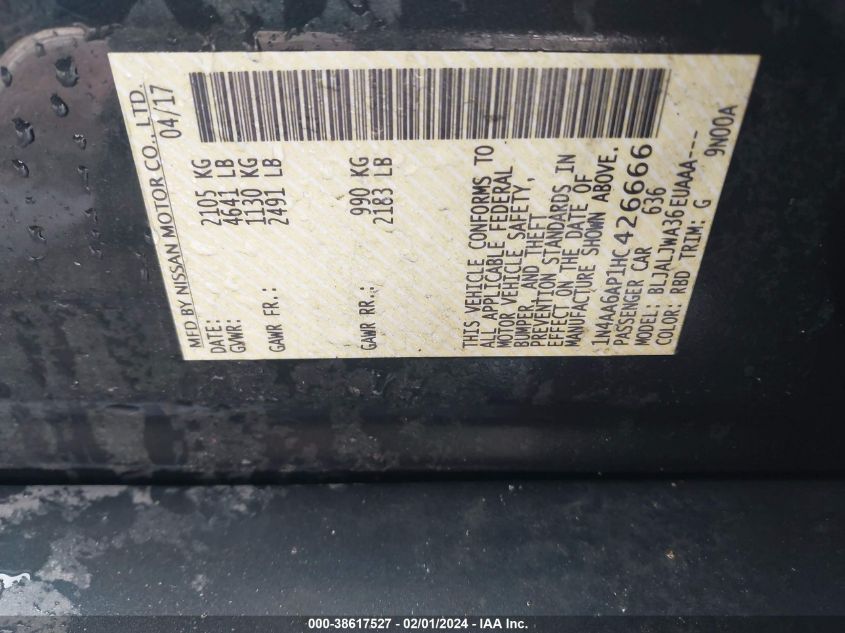 MFD BY NISSAN MOTOR CO., LTD.
DATE: 04/17
GVWR: 2105 KG
4641 LB
GAWR FR.: 1130 KG
2491 LB
GAWR RR.: 990 KG
2183 LB
THIS VEHICLE CONFORMS TO
ALL APPLICABLE FEDERAL
MOTOR VEHICLE SAFETY,
BUMPER, AND THEFT
PREVENTION STANDARDS IN
EFFECT ON THE DATE OF
MANUFACTURE SHOWN ABOVE.
1N4AA6AP1HC426666
PASSENGER CAR 636
MODEL BLJALJWA36EUAAA---
COLOR: RBD TRIM: G 9N00A
000-38617527 - 02/01/2024 - IAA Inc.